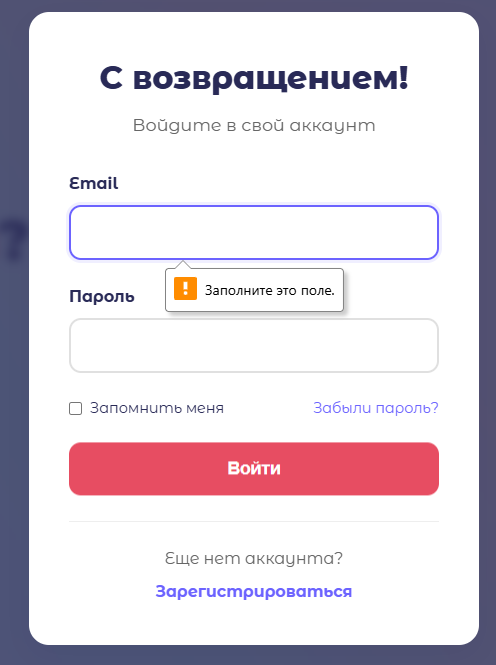 С возвращением!
Войдите в свой аккаунт
Email
?
Заполните это поле.
Пароль
Запомнить меня
Забыли пароль?
Войти
Еще нет аккаунта?
Зарегистрироваться